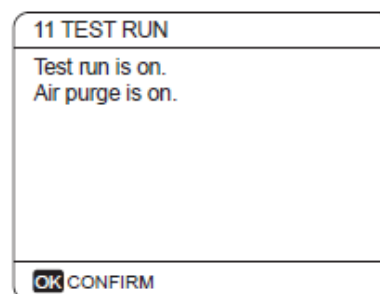 11 TEST RUN
Test run is on.
Air purge is on.
OK CONFIRM